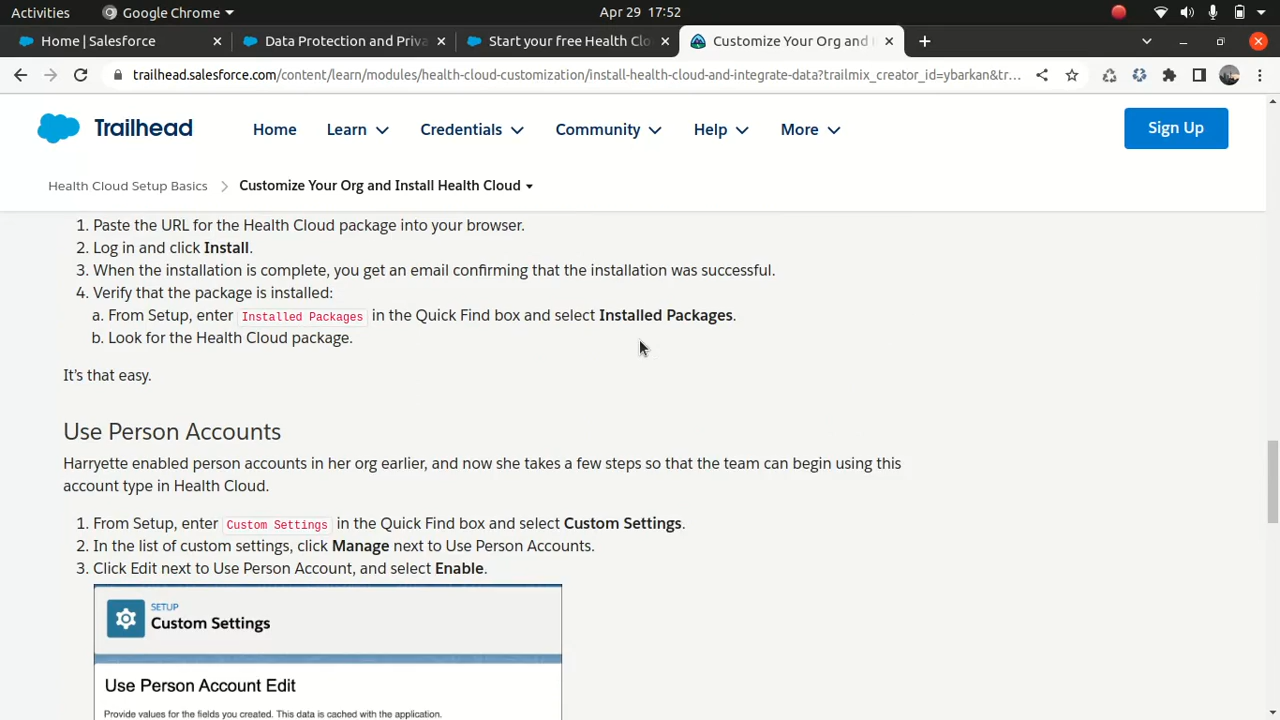 Activities
Google Chrome
Apr 29 17:52
Home | Salesforce
Data Protection and Priva
Start your free Health Clo
Customize Your Org and I
trailhead.salesforce.com/content/learn/modules/health-cloud-customization/install-health-cloud-and-integrate-data?trailmix_creator_id=ybarkan&tr...
Trailhead
Home
Learn
Credentials
Community
Help
More
Sign Up
Health Cloud Setup Basics
Customize Your Org and Install Health Cloud
1. Paste the URL for the Health Cloud package into your browser.
2. Log in and click Install.
3. When the installation is complete, you get an email confirming that the installation was successful.
4. Verify that the package is installed:
a. From Setup, enter Installed Packages in the Quick Find box and select Installed Packages.
b. Look for the Health Cloud package.
It's that easy.
Use Person Accounts
Harryette enabled person accounts in her org earlier, and now she takes a few steps so that the team can begin using this
account type in Health Cloud.
1. From Setup, enter Custom Settings in the Quick Find box and select Custom Settings.
2. In the list of custom settings, click Manage next to Use Person Accounts.
3. Click Edit next to Use Person Account, and select Enable.
SETUP
Custom Settings
Use Person Account Edit
Provide values for the fields you created. This data is cached with the application.